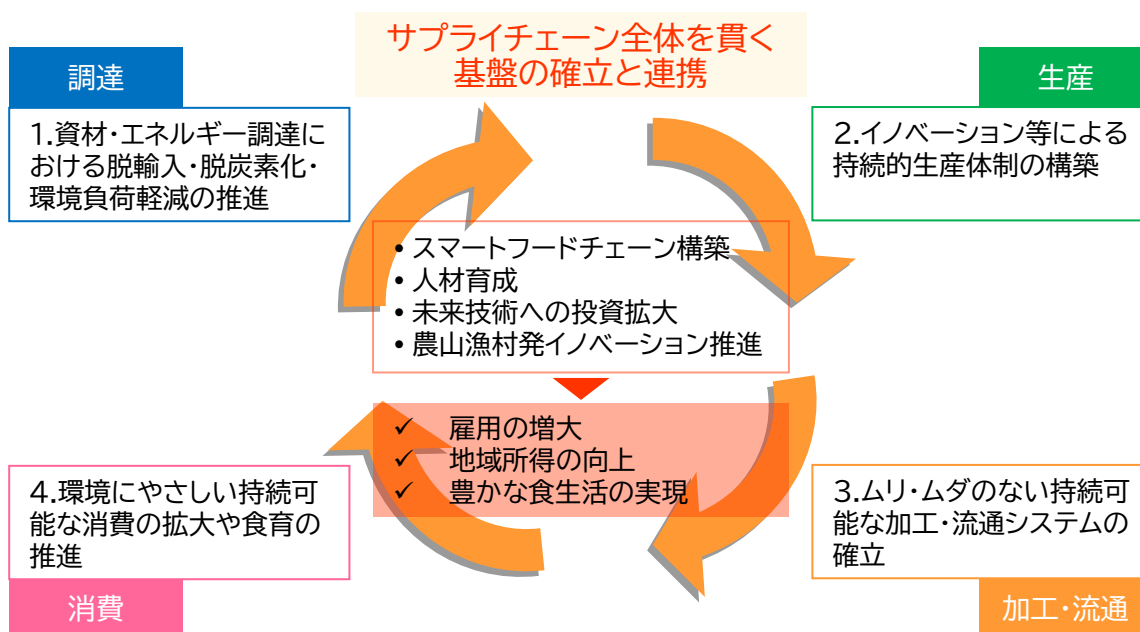 サプライチェーン全体を貫く
基盤の確立と連携
調達
1.資材・エネルギー調達に
おける脱輸入・脱炭素化・
環境負荷軽減の推進
生産
2.イノベーション等による
持続的生産体制の構築
• スマートフードチェーン構築
• 人材育成
• 未来技術への投資拡大
• 農山漁村発イノベーション推進
✓ 雇用の増大
✓ 地域所得の向上
✓ 豊かな食生活の実現
3.ムリ・ムダのない持続可
能な加工・流通システムの
確立
加工・流通
4.環境にやさしい持続可
能な消費の拡大や食育の
推進
消費